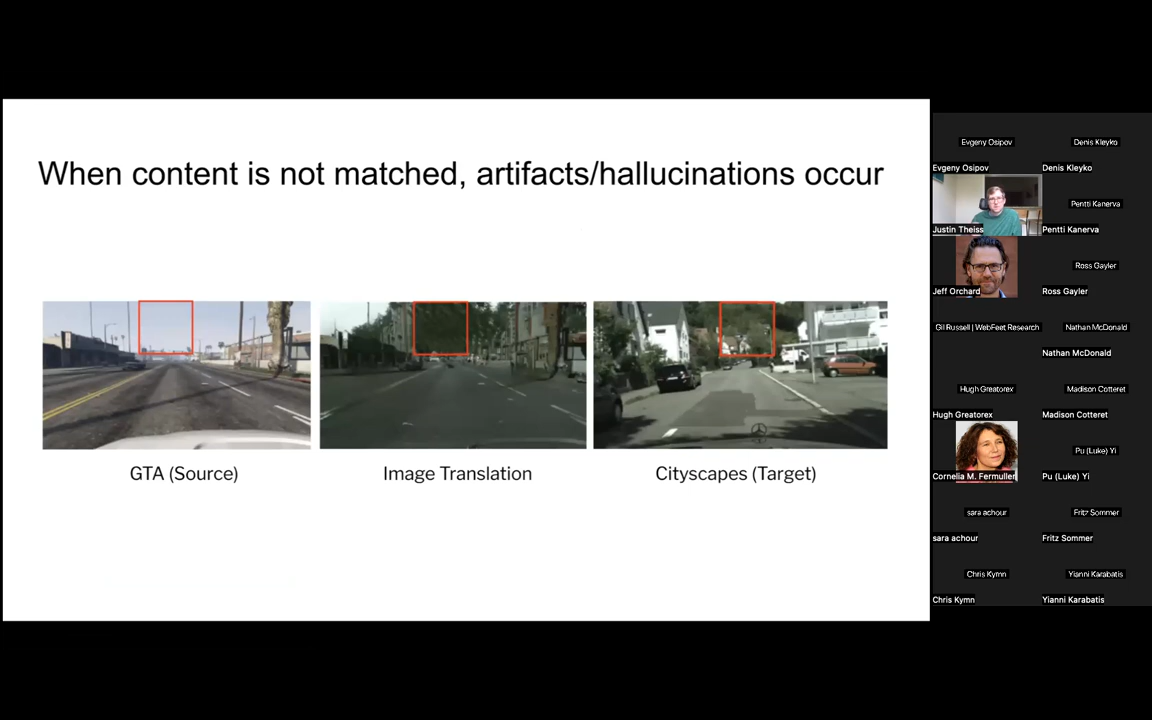 When content is not matched, artifacts/hallucinations occur
GTA (Source)
Image Translation
Cityscapes (Target)
Evgeny Osipov
Denis Kleyko
Evgeny Osipov
Denis Kleyko
Pentti Kanerva
Justin Theiss
Pentti Kanerva
Ross Gayler
Jeff Orchard
Ross Gayler
Gil Russell | WebFeet Research
Nathan McDonald
Nathan McDonald
Hugh Greatorex
Madison Cotteret
Hugh Greatorex
Madison Cotteret
Pu (Luke) Yi
Cornelia M. Fermuller
Pu (Luke) Yi
sara achour
Fritz Sommer
sara achour
Fritz Sommer
Chris Kymn
Yianni Karabatis
Chris Kymn
Yianni Karabatis